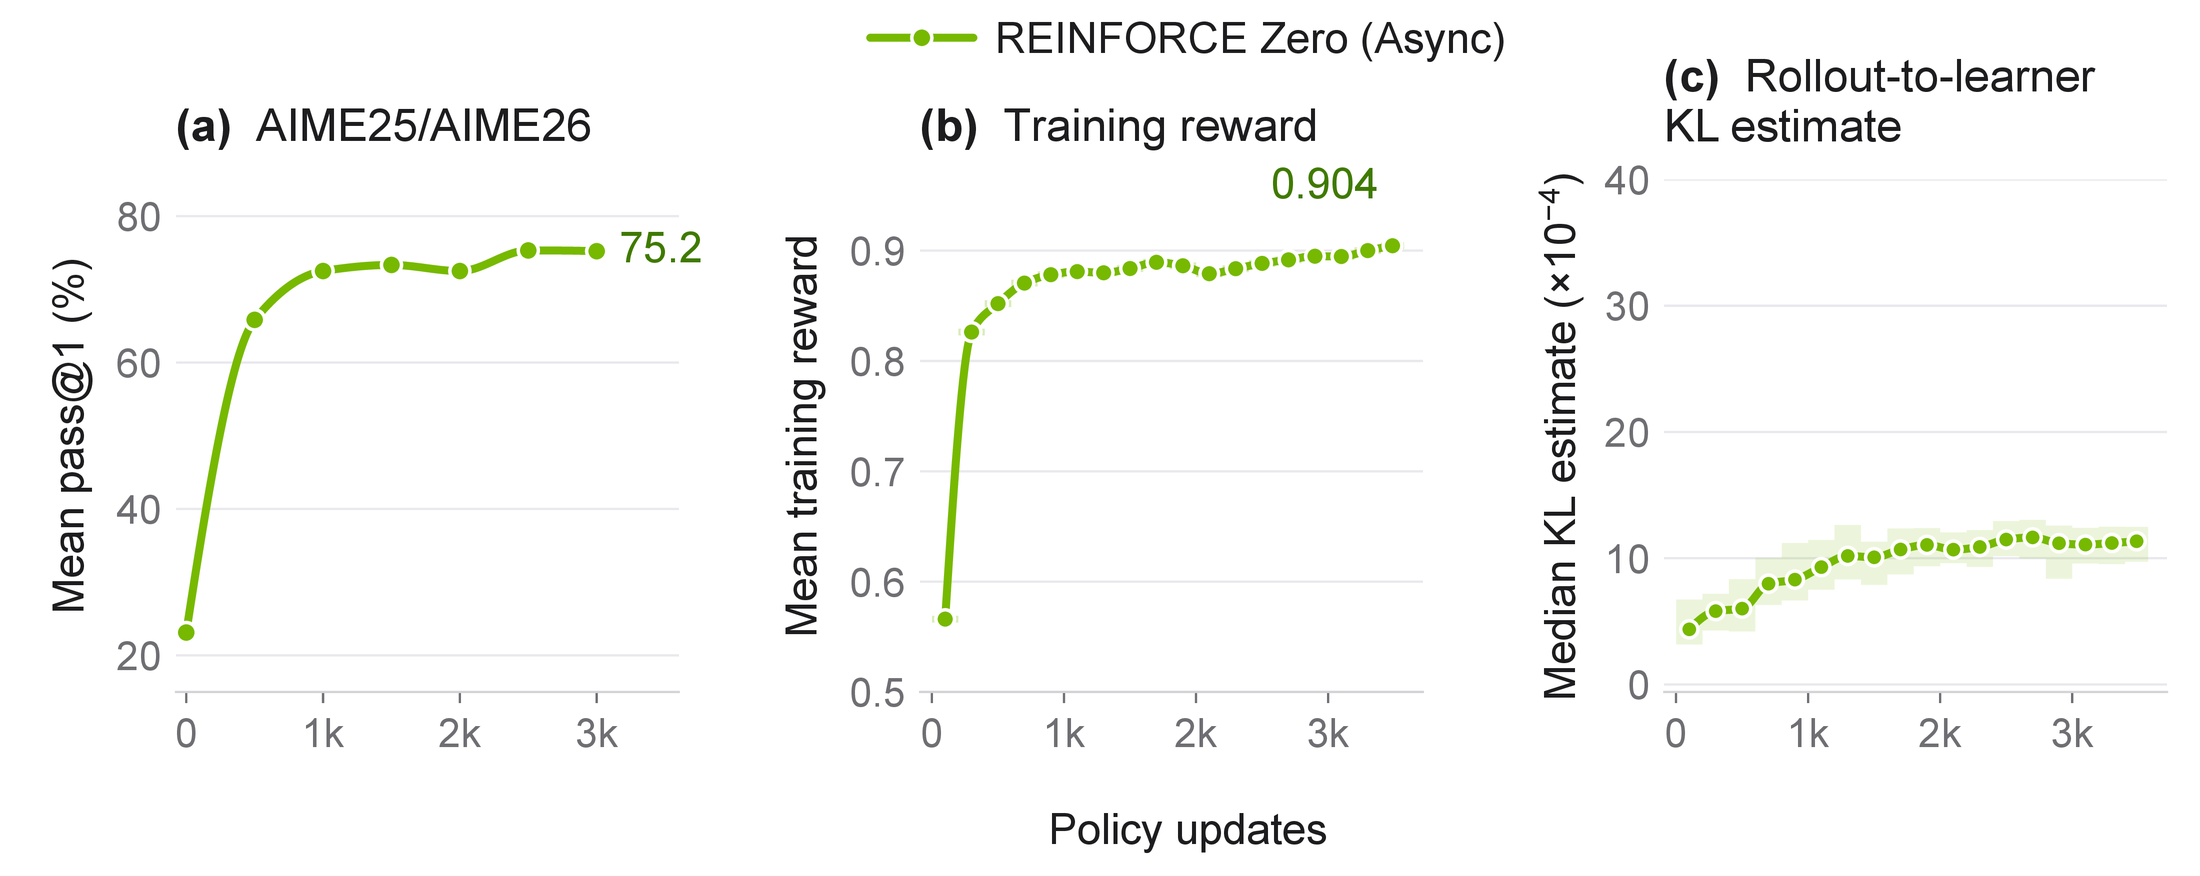 REINFORCE Zero (Async)
(a) AIME25/AIME26
75.2
Mean pass@1 (%)
80
60
40
20
0
1k
2k
3k
(b) Training reward
0.904
Mean training reward
0.9
0.8
0.7
0.6
0.5
0
1k
2k
3k
(c) Rollout-to-learner
KL estimate
Median KL estimate (×10⁻⁴)
40
30
20
10
0
0
1k
2k
3k
Policy updates